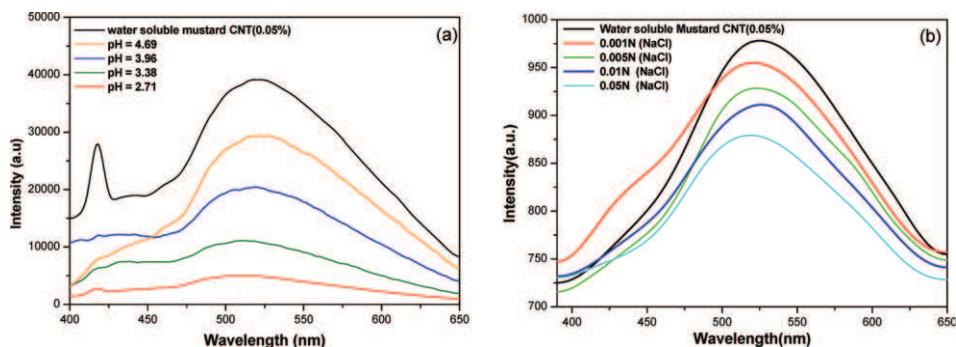 50000
40000
30000
20000
10000
0
Intensity (a.u)
water soluble mustard CNT(0.05%)
pH = 4.69
pH = 3.96
pH = 3.38
pH = 2.71
(a)
400 450 500 550 600 650
Wavelength (nm)
1000
950
900
850
800
750
700
Intensity(a.u.)
Water soluble Mustard CNT(0.05%)
0.001N (NaCl)
0.005N (NaCl)
0.01N (NaCl)
0.05N (NaCl)
(b)
400 450 500 550 600 650
Wavelength(nm)